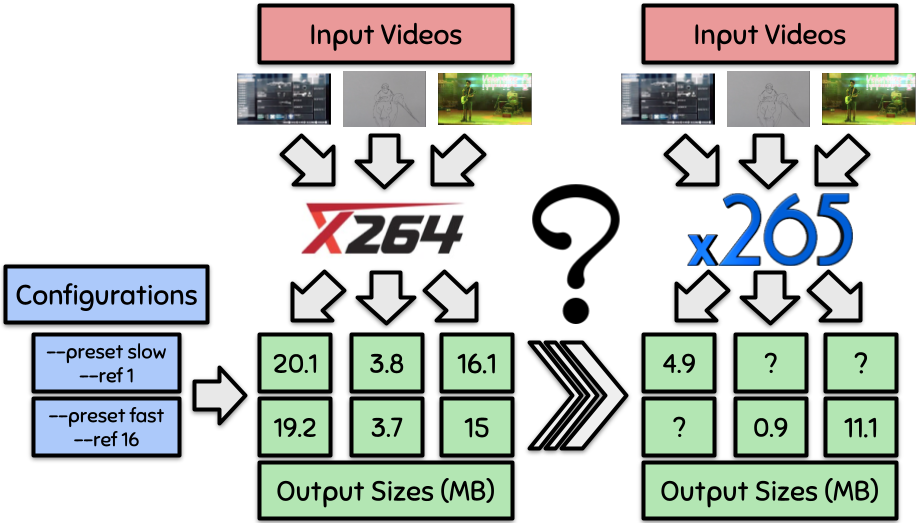 Input Videos
Input Videos
X264
x265
?
Configurations
--preset slow
--ref 1
--preset fast
--ref 16
20.1 3.8 16.1
19.2 3.7 15
Output Sizes (MB)
4.9 ? ?
? 0.9 11.1
Output Sizes (MB)